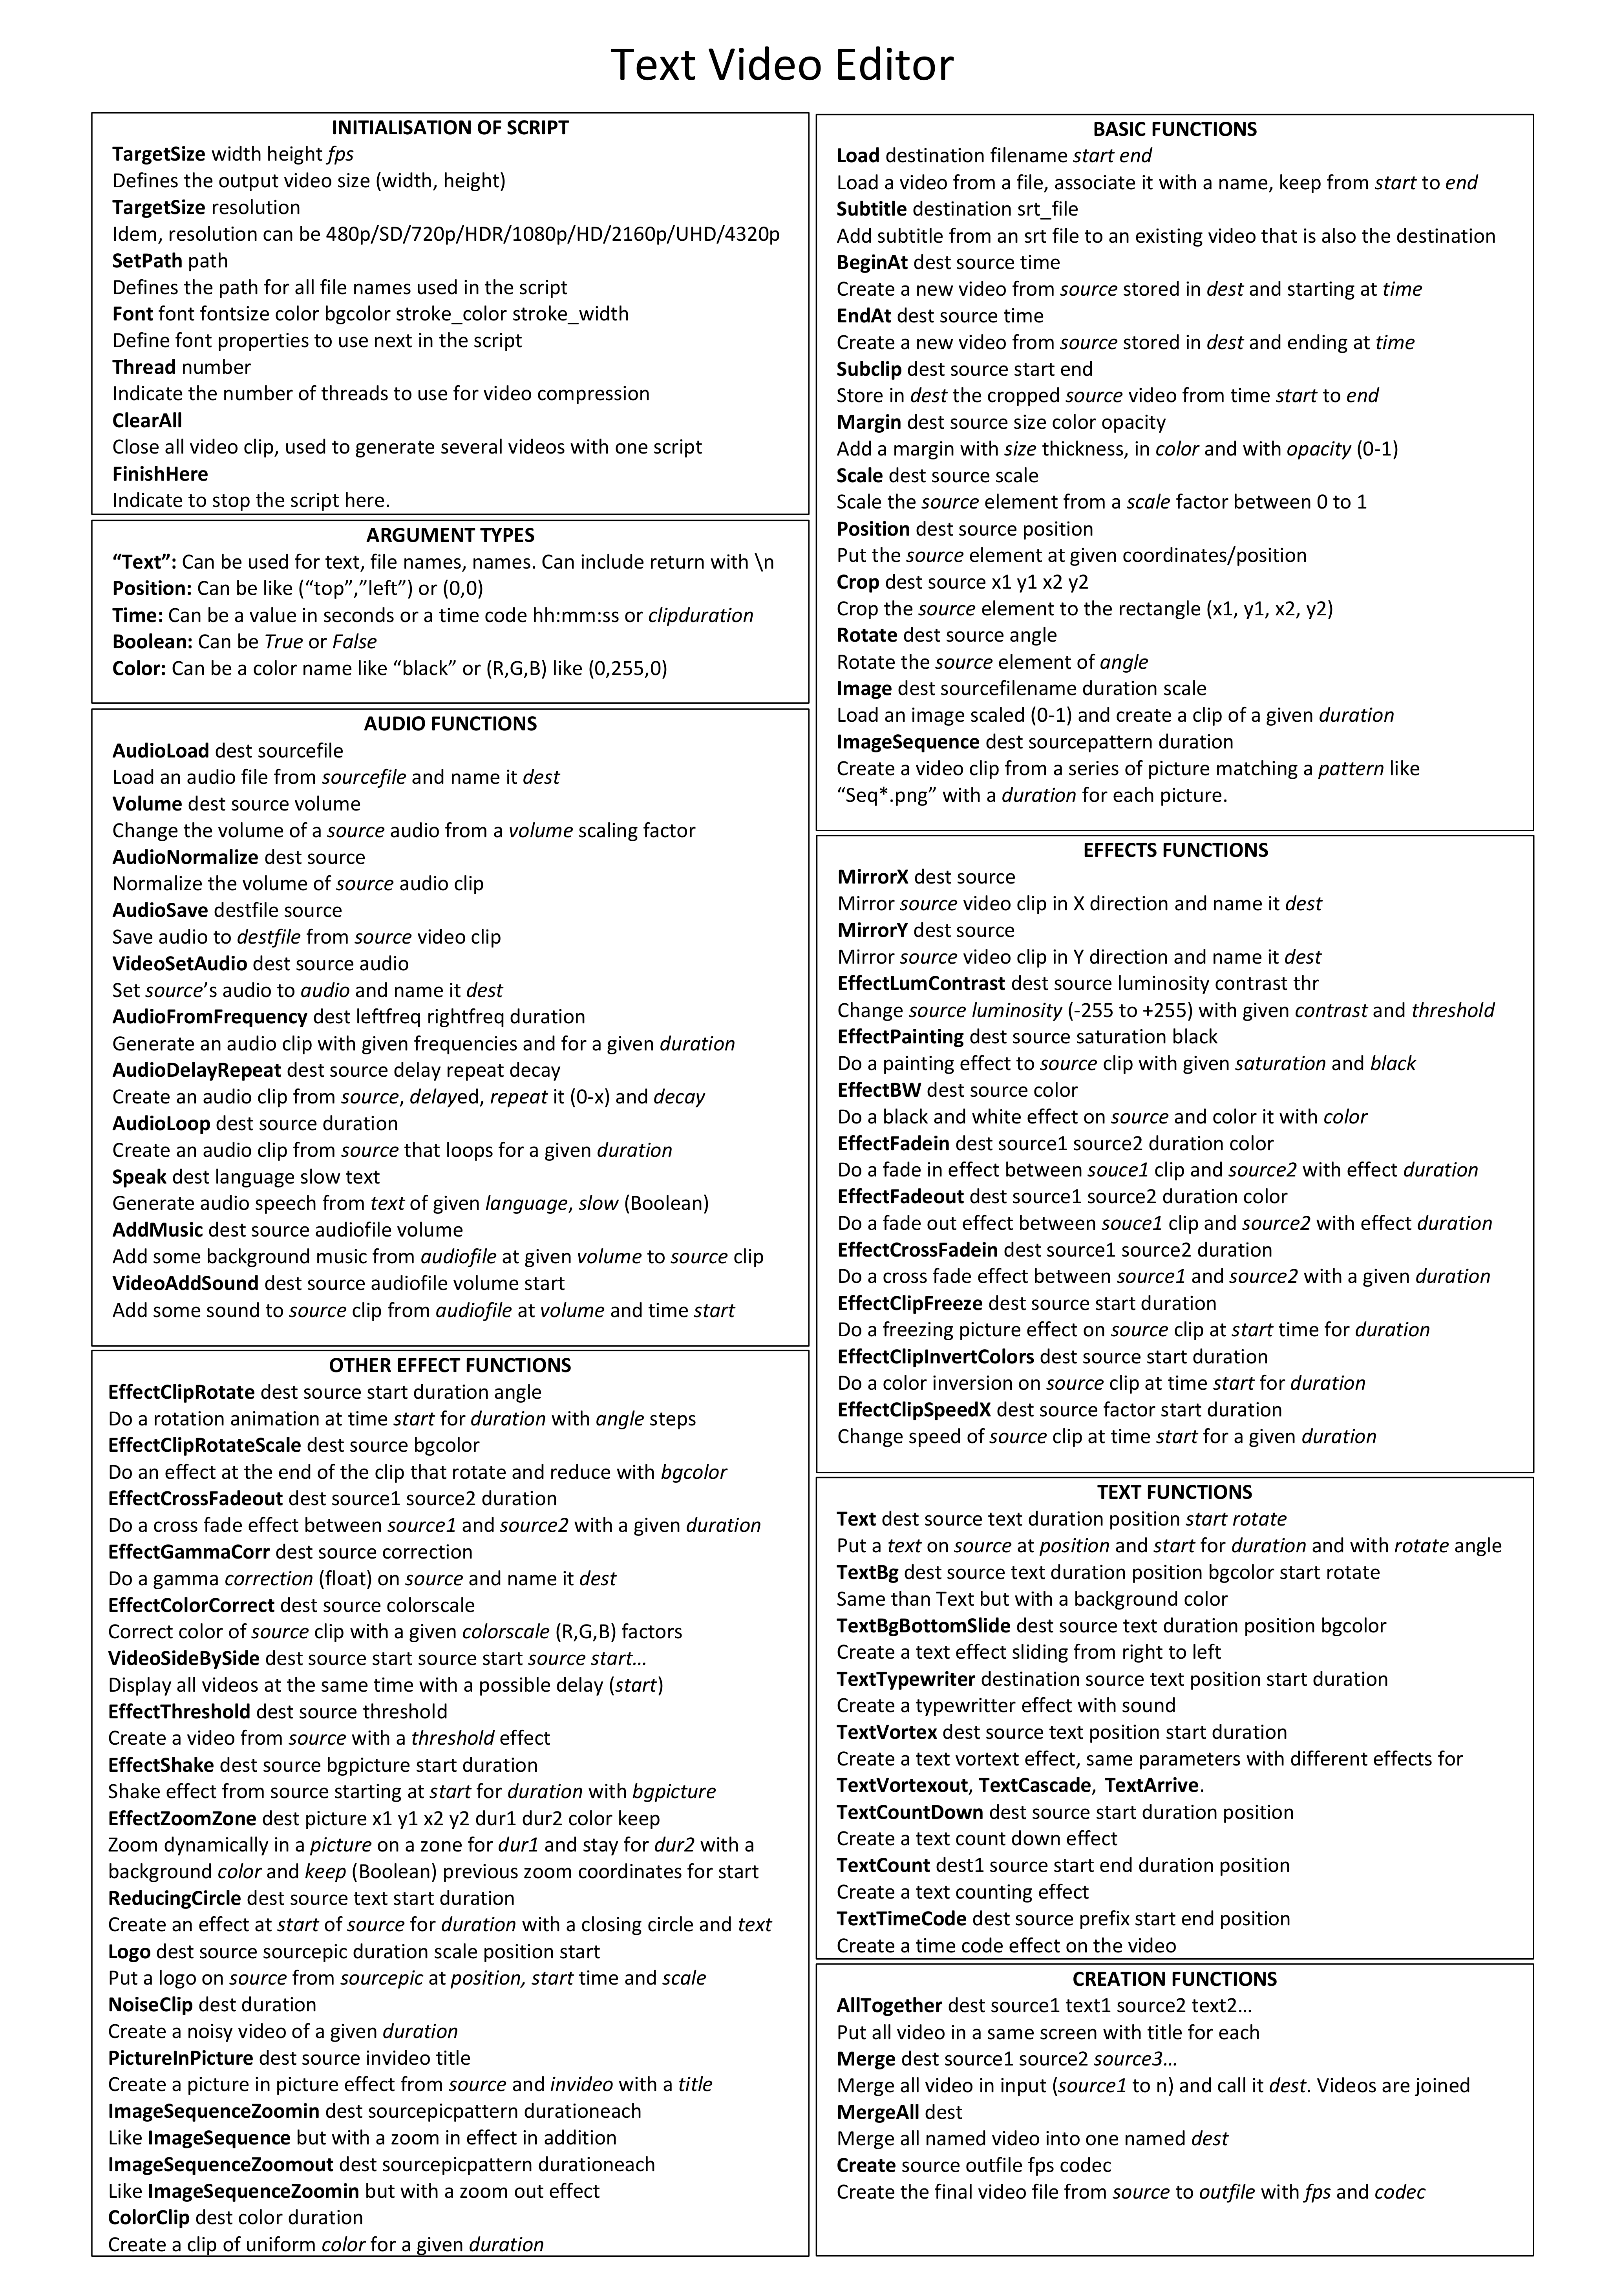 Text Video Editor
INITIALISATION OF SCRIPT
TargetSize width height fps
Defines the output video size (width, height)
TargetSize resolution
Idem, resolution can be 480p/SD/720p/HDR/1080p/HD/2160p/UHD/4320p
SetPath path
Defines the path for all file names used in the script
Font font fontsize color bgcolor stroke_color stroke_width
Define font properties to use next in the script
Thread number
Indicate the number of threads to use for video compression
ClearAll
Close all video clip, used to generate several videos with one script
FinishHere
Indicate to stop the script here.
ARGUMENT TYPES
“Text”: Can be used for text, file names, names. Can include return with \n
Position: Can be like (“top”,”left”) or (0,0)
Time: Can be a value in seconds or a time code hh:mm:ss or clipduration
Boolean: Can be True or False
Color: Can be a color name like “black” or (R,G,B) like (0,255,0)
AUDIO FUNCTIONS
AudioLoad dest sourcefile
Load an audio file from sourcefile and name it dest
Volume dest source volume
Change the volume of a source audio from a volume scaling factor
AudioNormalize dest source
Normalize the volume of source audio clip
AudioSave destfile source
Save audio to destfile from source video clip
VideoSetAudio dest source audio
Set source’s audio to audio and name it dest
AudioFromFrequency dest leftfreq rightfreq duration
Generate an audio clip with given frequencies and for a given duration
AudioDelayRepeat dest source delay repeat decay
Create an audio clip from source, delayed, repeat it (0-x) and decay
AudioLoop dest source duration
Create an audio clip from source that loops for a given duration
Speak dest language slow text
Generate audio speech from text of given language, slow (Boolean)
AddMusic dest source audiofile volume
Add some background music from audiofile at given volume to source clip
VideoAddSound dest source audiofile volume start
Add some sound to source clip from audiofile at volume and time start
OTHER EFFECT FUNCTIONS
EffectClipRotate dest source start duration angle
Do a rotation animation at time start for duration with angle steps
EffectClipRotateScale dest source bgcolor
Do an effect at the end of the clip that rotate and reduce with bgcolor
EffectCrossFadeout dest source1 source2 duration
Do a cross fade effect between source1 and source2 with a given duration
EffectGammaCorr dest source correction
Do a gamma correction (float) on source and name it dest
EffectColorCorrect dest source colorscale
Correct color of source clip with a given colorscale (R,G,B) factors
VideoSideBySide dest source start source start source start…
Display all videos at the same time with a possible delay (start)
EffectThreshold dest source threshold
Create a video from source with a threshold effect
EffectShake dest source bgpicture start duration
Shake effect from source starting at start for duration with bgpicture
EffectZoomZone dest picture x1 y1 x2 y2 dur1 dur2 color keep
Zoom dynamically in a picture on a zone for dur1 and stay for dur2 with a
background color and keep (Boolean) previous zoom coordinates for start
ReducingCircle dest source text start duration
Create an effect at start of source for duration with a closing circle and text
Logo dest source sourcepic duration scale position start
Put a logo on source from sourcepic at position, start time and scale
NoiseClip dest duration
Create a noisy video of a given duration
PictureInPicture dest source invideo title
Create a picture in picture effect from source and invideo with a title
ImageSequenceZoomin dest sourcepicpattern durationeach
Like ImageSequence but with a zoom in effect in addition
ImageSequenceZoomout dest sourcepicpattern durationeach
Like ImageSequenceZoomin but with a zoom out effect
ColorClip dest color duration
Create a clip of uniform color for a given duration
BASIC FUNCTIONS
Load destination filename start end
Load a video from a file, associate it with a name, keep from start to end
Subtitle destination srt_file
Add subtitle from an srt file to an existing video that is also the destination
BeginAt dest source time
Create a new video from source stored in dest and starting at time
EndAt dest source time
Create a new video from source stored in dest and ending at time
Subclip dest source start end
Store in dest the cropped source video from time start to end
Margin dest source size color opacity
Add a margin with size thickness, in color and with opacity (0-1)
Scale dest source scale
Scale the source element from a scale factor between 0 to 1
Position dest source position
Put the source element at given coordinates/position
Crop dest source x1 y1 x2 y2
Crop the source element to the rectangle (x1, y1, x2, y2)
Rotate dest source angle
Rotate the source element of angle
Image dest sourcefilename duration scale
Load an image scaled (0-1) and create a clip of a given duration
ImageSequence dest sourcepattern duration
Create a video clip from a series of picture matching a pattern like
“Seq*.png” with a duration for each picture.
EFFECTS FUNCTIONS
MirrorX dest source
Mirror source video clip in X direction and name it dest
MirrorY dest source
Mirror source video clip in Y direction and name it dest
EffectLumContrast dest source luminosity contrast thr
Change source luminosity (-255 to +255) with given contrast and threshold
EffectPainting dest source saturation black
Do a painting effect to source clip with given saturation and black
EffectBW dest source color
Do a black and white effect on source and color it with color
EffectFadein dest source1 source2 duration color
Do a fade in effect between souce1 clip and source2 with effect duration
EffectFadeout dest source1 source2 duration color
Do a fade out effect between souce1 clip and source2 with effect duration
EffectCrossFadein dest source1 source2 duration
Do a cross fade effect between source1 and source2 with a given duration
EffectClipFreeze dest source start duration
Do a freezing picture effect on source clip at start time for duration
EffectClipInvertColors dest source start duration
Do a color inversion on source clip at time start for duration
EffectClipSpeedX dest source factor start duration
Change speed of source clip at time start for a given duration
TEXT FUNCTIONS
Text dest source text duration position start rotate
Put a text on source at position and start for duration and with rotate angle
TextBg dest source text duration position bgcolor start rotate
Same than Text but with a background color
TextBgBottomSlide dest source text duration position bgcolor
Create a text effect sliding from right to left
TextTypewriter destination source text position start duration
Create a typewritter effect with sound
TextVortex dest source text position start duration
Create a text vortext effect, same parameters with different effects for
TextVortexout, TextCascade, TextArrive.
TextCountDown dest source start duration position
Create a text count down effect
TextCount dest1 source start end duration position
Create a text counting effect
TextTimeCode dest source prefix start end position
Create a time code effect on the video
CREATION FUNCTIONS
AllTogether dest source1 text1 source2 text2…
Put all video in a same screen with title for each
Merge dest source1 source2 source3…
Merge all video in input (source1 to n) and call it dest. Videos are joined
MergeAll dest
Merge all named video into one named dest
Create source outfile fps codec
Create the final video file from source to outfile with fps and codec